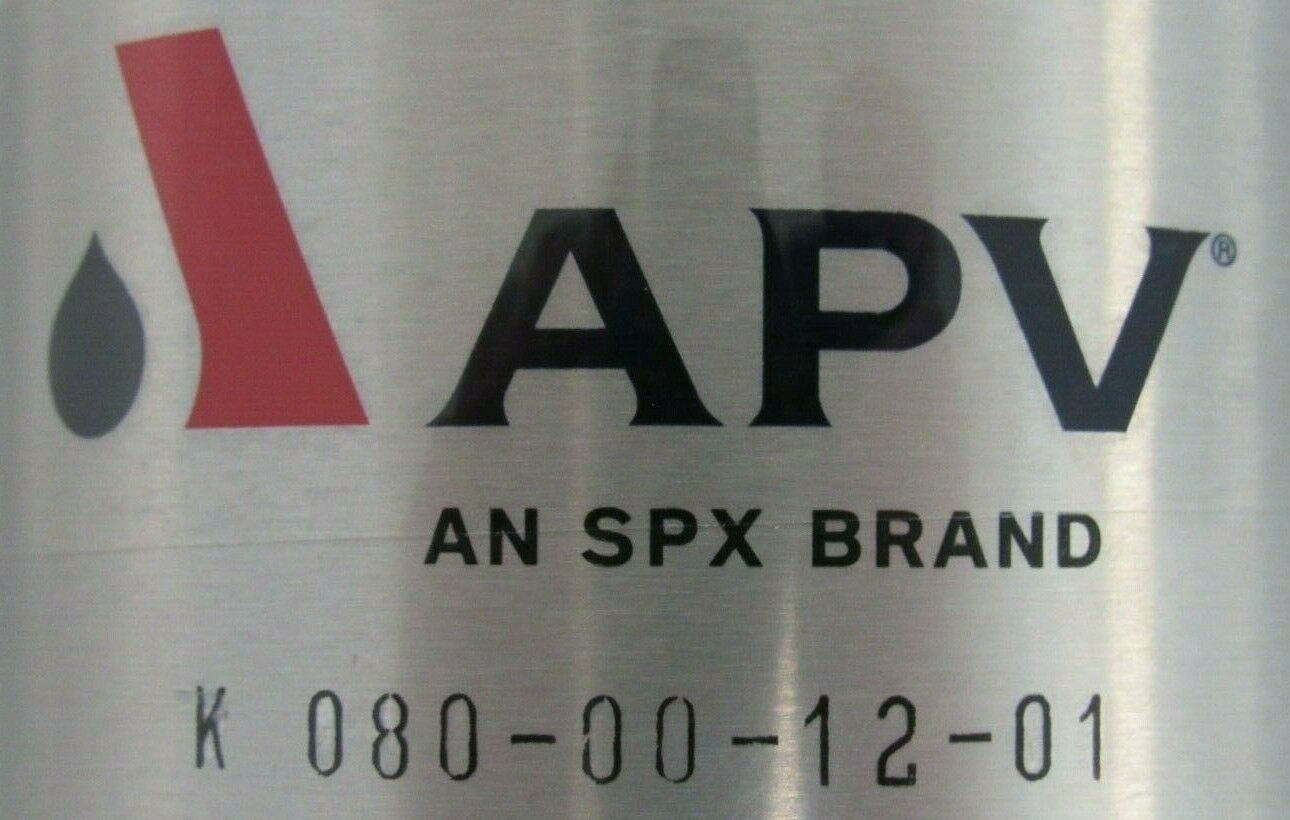 APV®
AN SPX BRAND
K 080-00-12-01